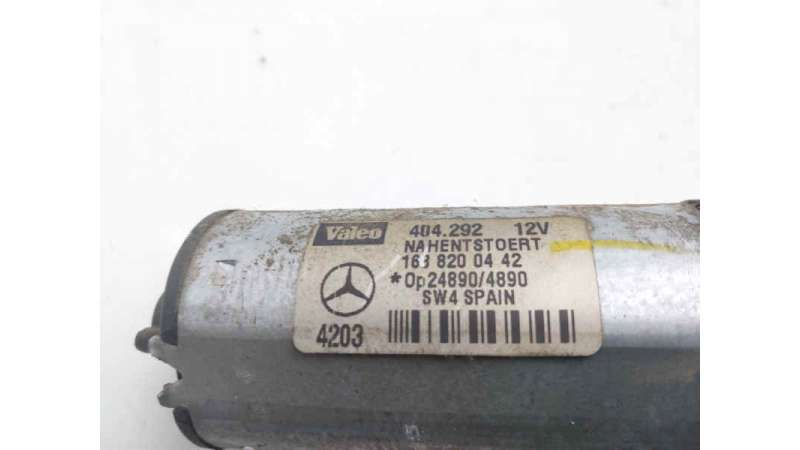 Valeo 404.292 12V
NAHENTSTOERT
163 820 04 42
*Op24890/4890
SW4 SPAIN
4203